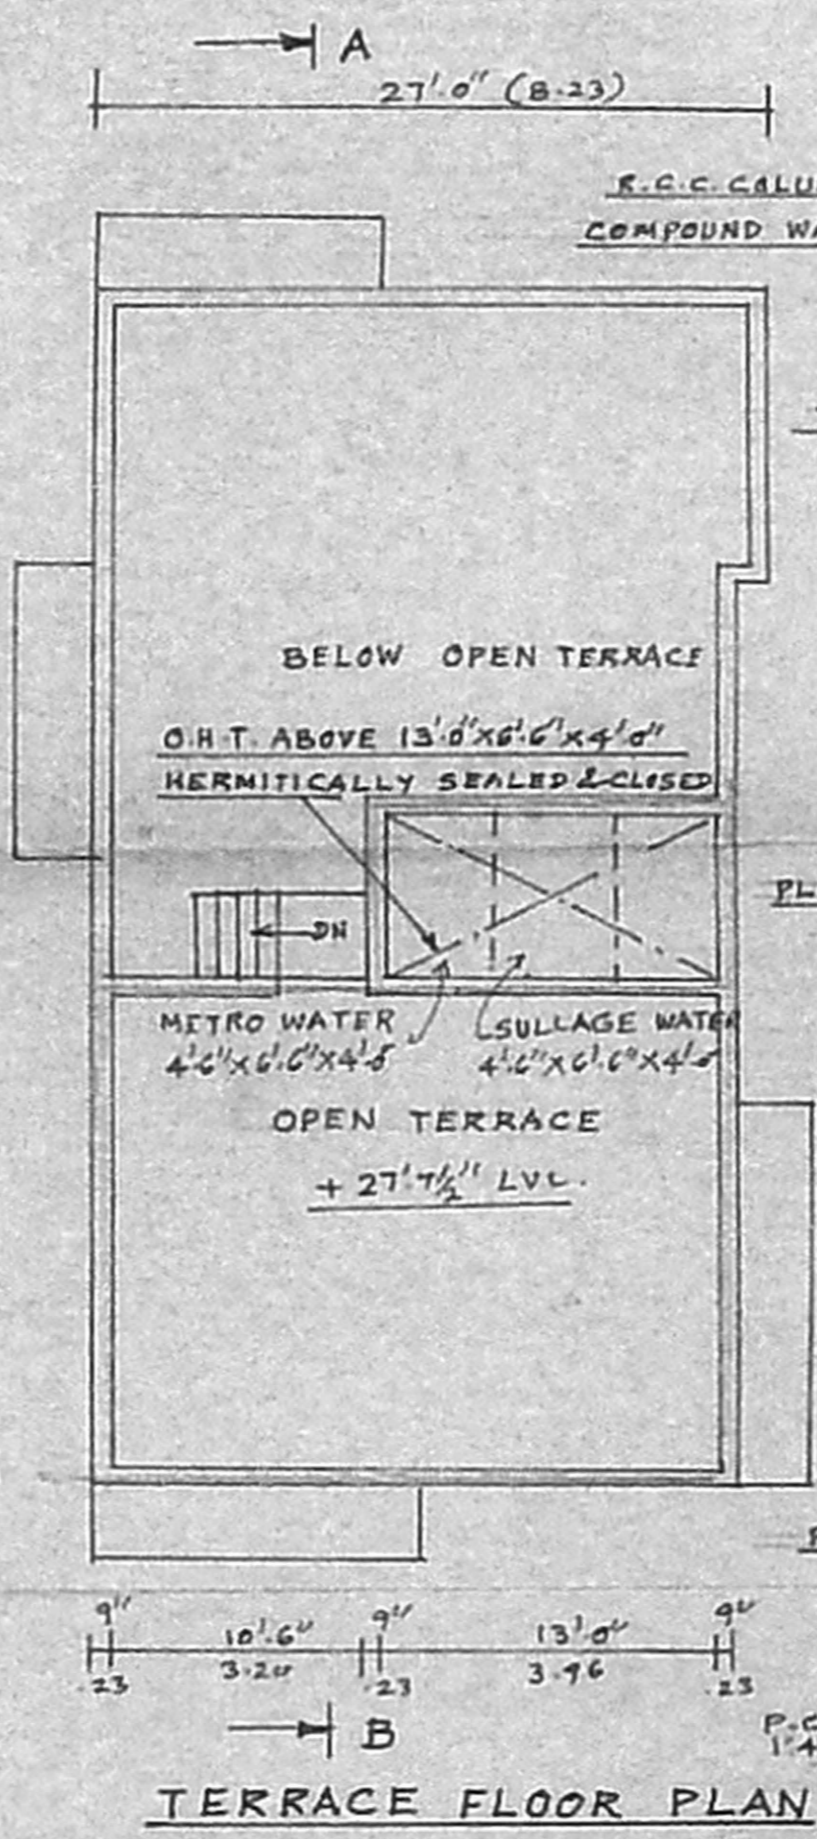 A
27'.0" (8.23)
R.C.C. COLU
COMPOUND WA
BELOW OPEN TERRACE
O.H.T. ABOVE 13'.0"X6'.6"X4'.0"
HERMITICALLY SEALED & CLOSED
PL
DN
METRO WATER
4'.6"X6'.6"X4'.0"
SULLAGE WATER
4'.6"X6'.6"X4'.0"
OPEN TERRACE
+ 27'.7½" LVL.
9" 10'.6" 9" 13'.0" 9"
.23 3.20 .23 3.96 .23
B
TERRACE FLOOR PLAN